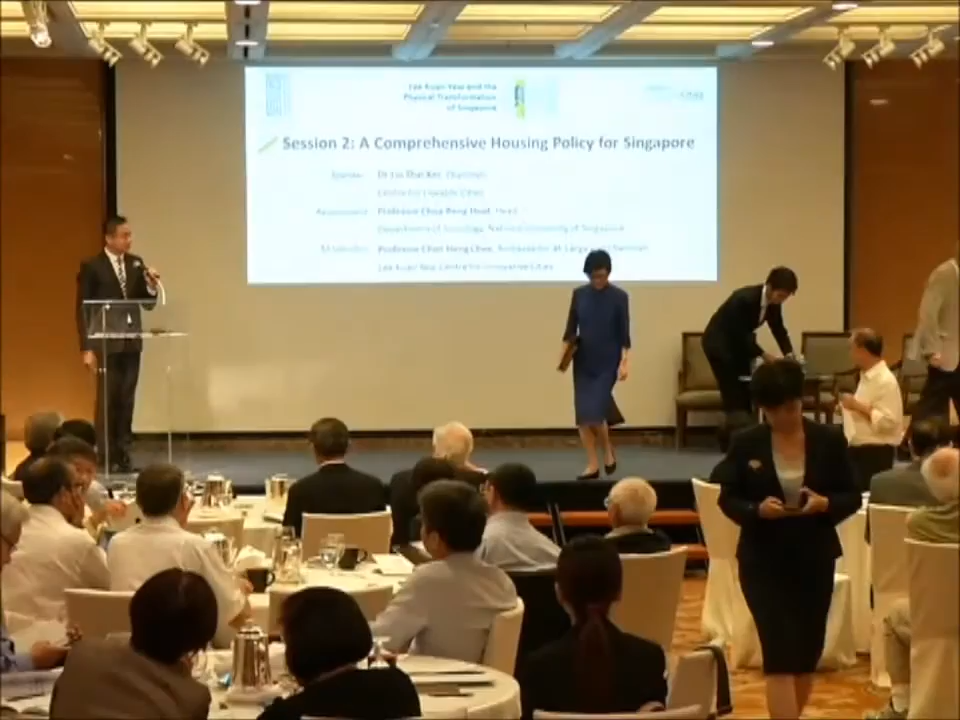 Lee Kuan Yew and the
Physical Transformation
of Singapore
Session 2: A Comprehensive Housing Policy for Singapore
Speaker Dr Liu Thai Ker, Chairman
Centre for Liveable Cities
Professor Chua Beng Huat, Head
Department of Sociology, National University of Singapore
Professor Chan Heng Chee, Ambassador at Large and Chairman
Lee Kuan Yew Centre for Innovative Cities